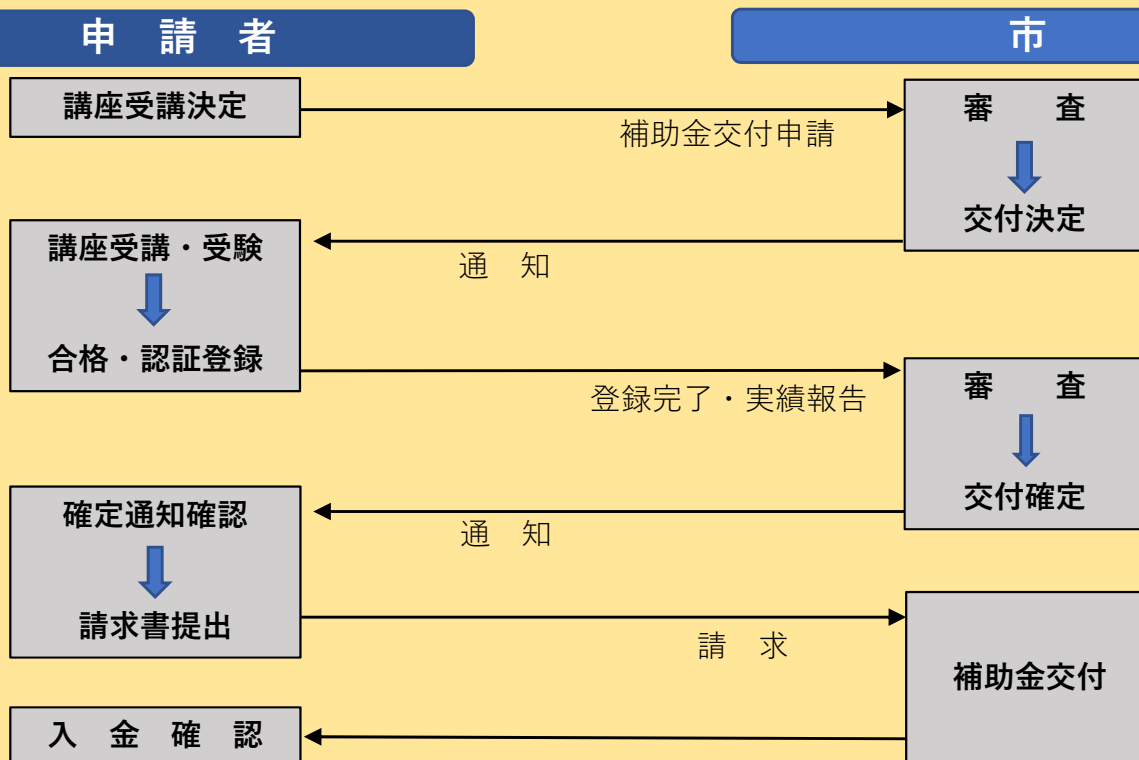 申　請　者
市
講座受講決定
補助金交付申請
審　　査
交付決定
通　知
講座受講・受験
合格・認証登録
登録完了・実績報告
審　　査
交付確定
通　知
確定通知確認
請求書提出
請　求
補助金交付
入　金　確　認